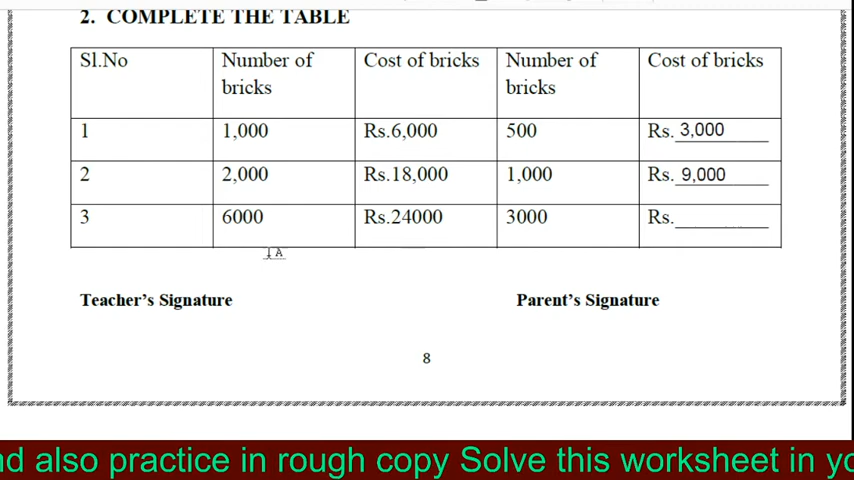 2. COMPLETE THE TABLE
Sl.No Number of bricks Cost of bricks Number of bricks Cost of bricks
1 1,000 Rs.6,000 500 Rs. 3,000
2 2,000 Rs.18,000 1,000 Rs. 9,000
3 6000 Rs.24000 3000 Rs.______
A
Teacher's Signature Parent's Signature
8
nd also practice in rough copy Solve this worksheet in yo